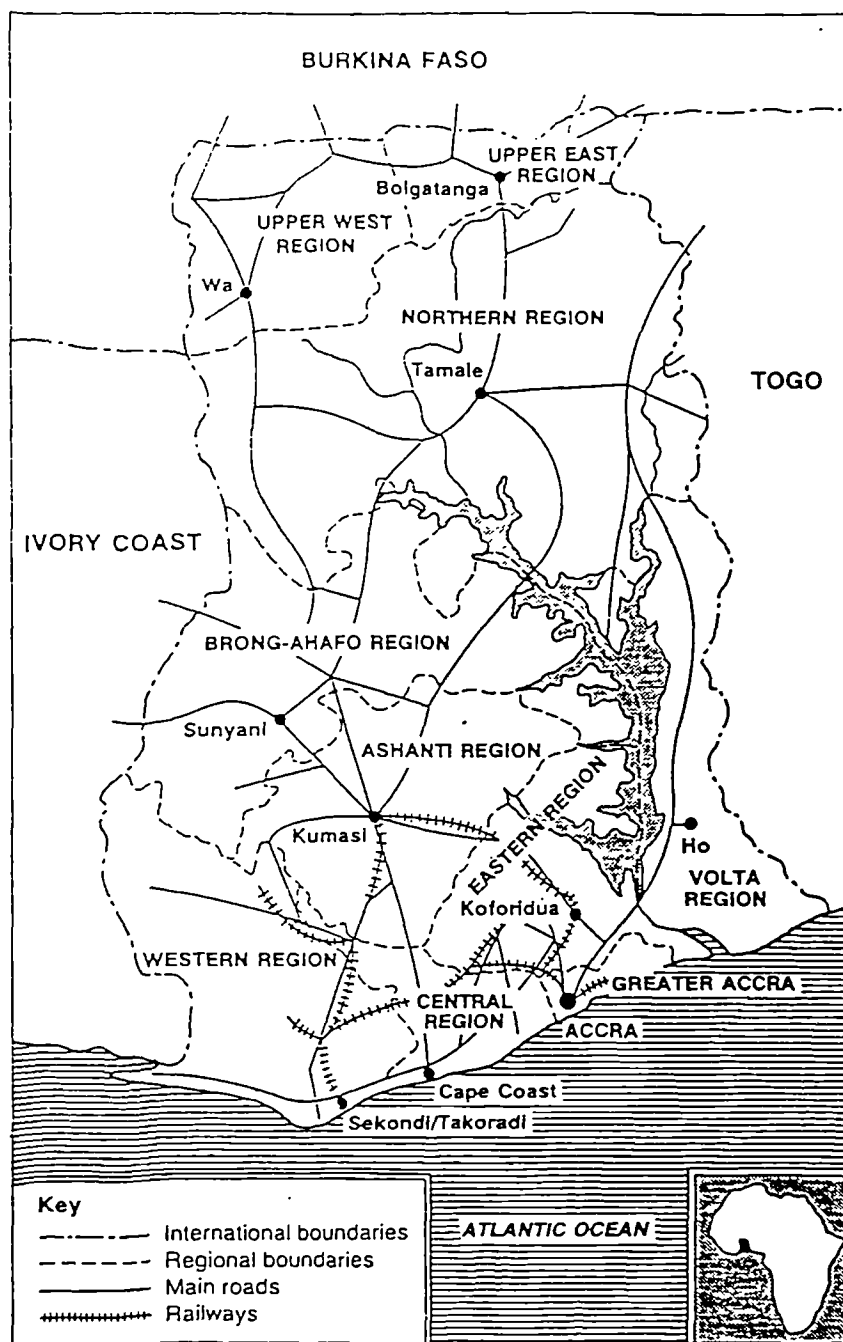 BURKINA FASO
UPPER EAST
REGION
Bolgatanga
UPPER WEST
REGION
Wa
NORTHERN REGION
Tamale
TOGO
IVORY COAST
BRONG-AHAFO REGION
Sunyani
ASHANTI REGION
EASTERN REGION
Kumasi
Ho
VOLTA
REGION
Koforidua
WESTERN REGION
GREATER ACCRA
CENTRAL
REGION
ACCRA
Cape Coast
Sekondi/Takoradi
Key
International boundaries
Regional boundaries
Main roads
Railways
ATLANTIC OCEAN